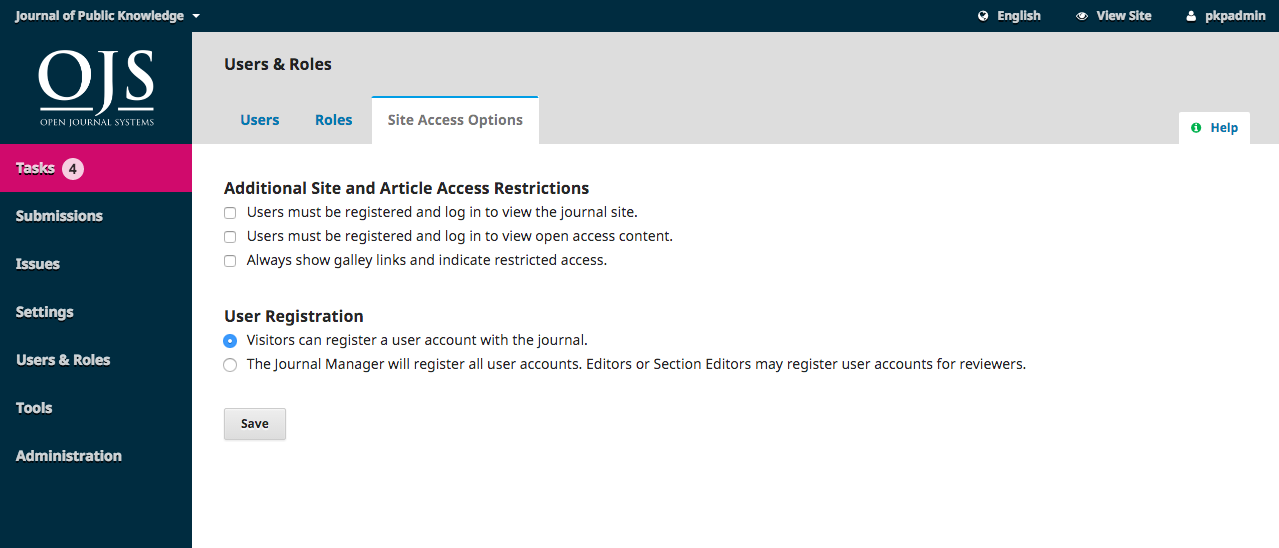 Journal of Public Knowledge
English
View Site
pkpadmin
OJS
OPEN JOURNAL SYSTEMS
Tasks 4
Submissions
Issues
Settings
Users & Roles
Tools
Administration
Users & Roles
Users
Roles
Site Access Options
Help
Additional Site and Article Access Restrictions
Users must be registered and log in to view the journal site.
Users must be registered and log in to view open access content.
Always show galley links and indicate restricted access.
User Registration
Visitors can register a user account with the journal.
The Journal Manager will register all user accounts. Editors or Section Editors may register user accounts for reviewers.
Save